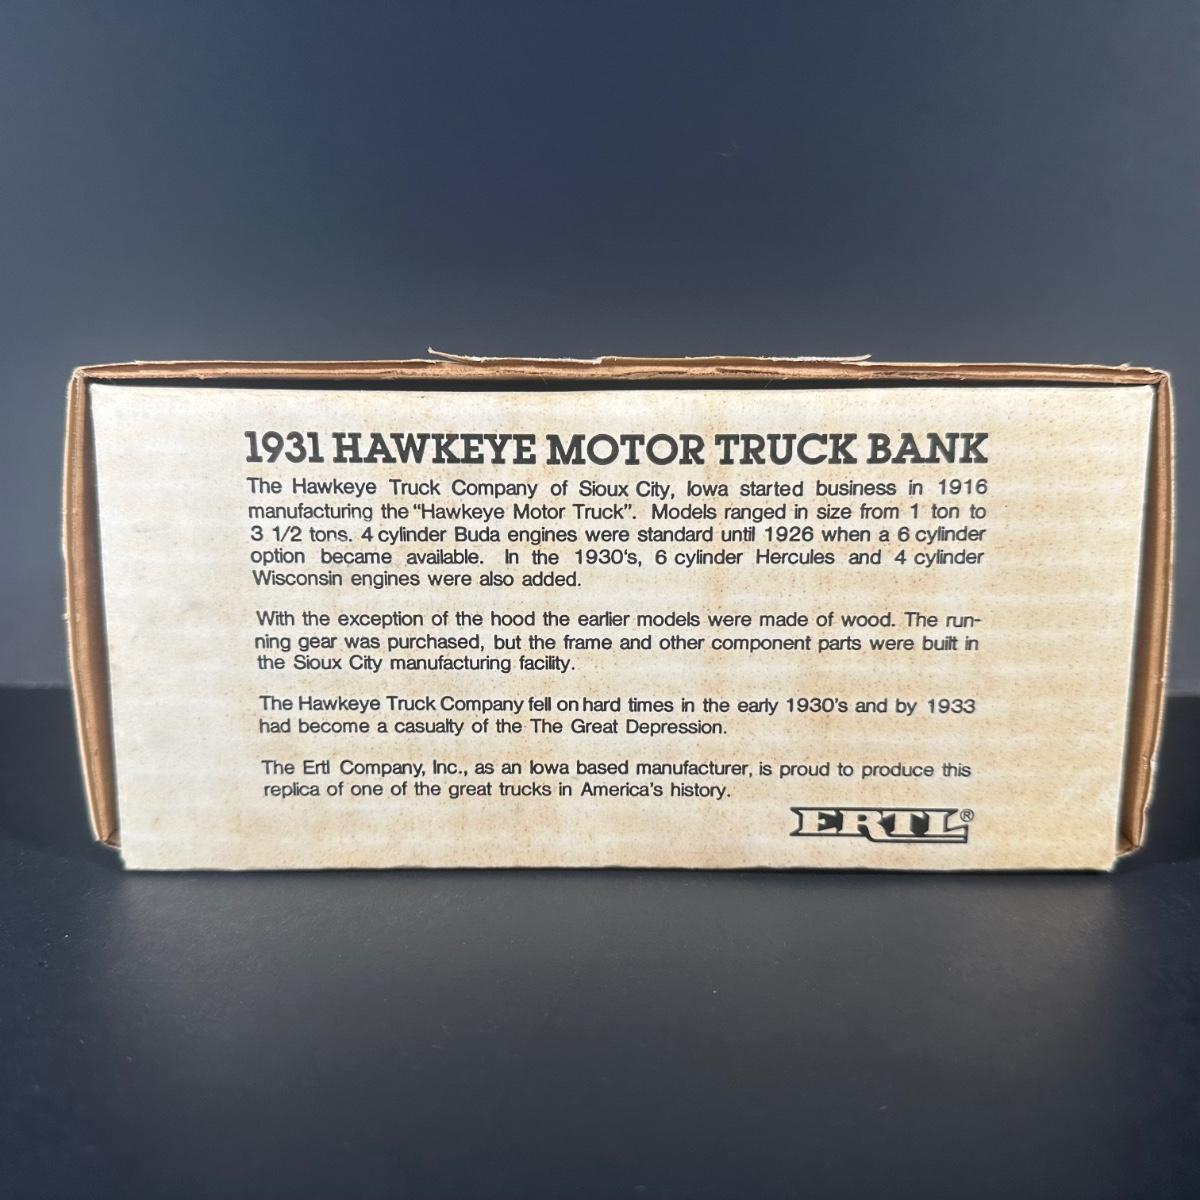 1931 HAWKEYE MOTOR TRUCK BANK
The Hawkeye Truck Company of Sioux City, Iowa started business in 1916
manufacturing the "Hawkeye Motor Truck". Models ranged in size from 1 ton to
3 1/2 tons. 4 cylinder Buda engines were standard until 1926 when a 6 cylinder
option became available. In the 1930's, 6 cylinder Hercules and 4 cylinder
Wisconsin engines were also added.
With the exception of the hood the earlier models were made of wood. The run-
ning gear was purchased, but the frame and other component parts were built in
the Sioux City manufacturing facility.
The Hawkeye Truck Company fell on hard times in the early 1930's and by 1933
had become a casualty of the The Great Depression.
The Ertl Company, Inc., as an Iowa based manufacturer, is proud to produce this
replica of one of the great trucks in America's history.
ERTL®